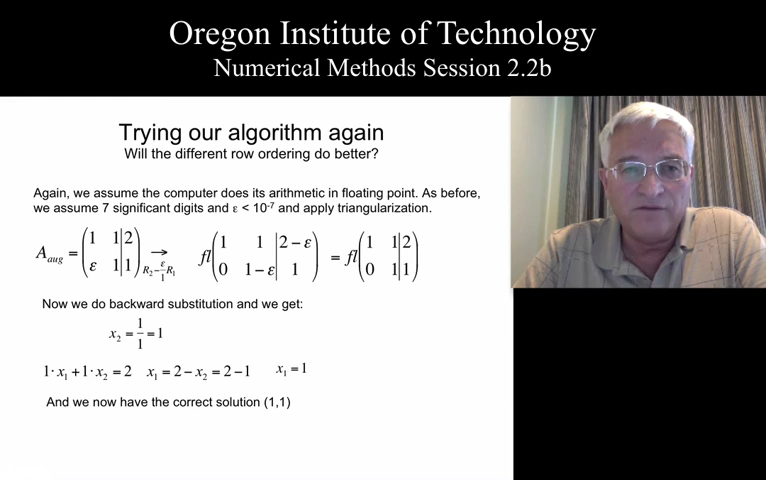 Oregon Institute of Technology
Numerical Methods Session 2.2b
Trying our algorithm again
Will the different row ordering do better?
Again, we assume the computer does its arithmetic in floating point. As before,
we assume 7 significant digits and ε < 10⁻⁷ and apply triangularization.
A_aug = (1 1|2; ε 1|1) → R₂−(ε/1)R₁ fl(1 1|2−ε; 0 1−ε|1) = fl(1 1|2; 0 1|1)
Now we do backward substitution and we get:
x₂ = 1/1 = 1
1·x₁+1·x₂ = 2 x₁ = 2−x₂ = 2−1 x₁ = 1
And we now have the correct solution (1,1)